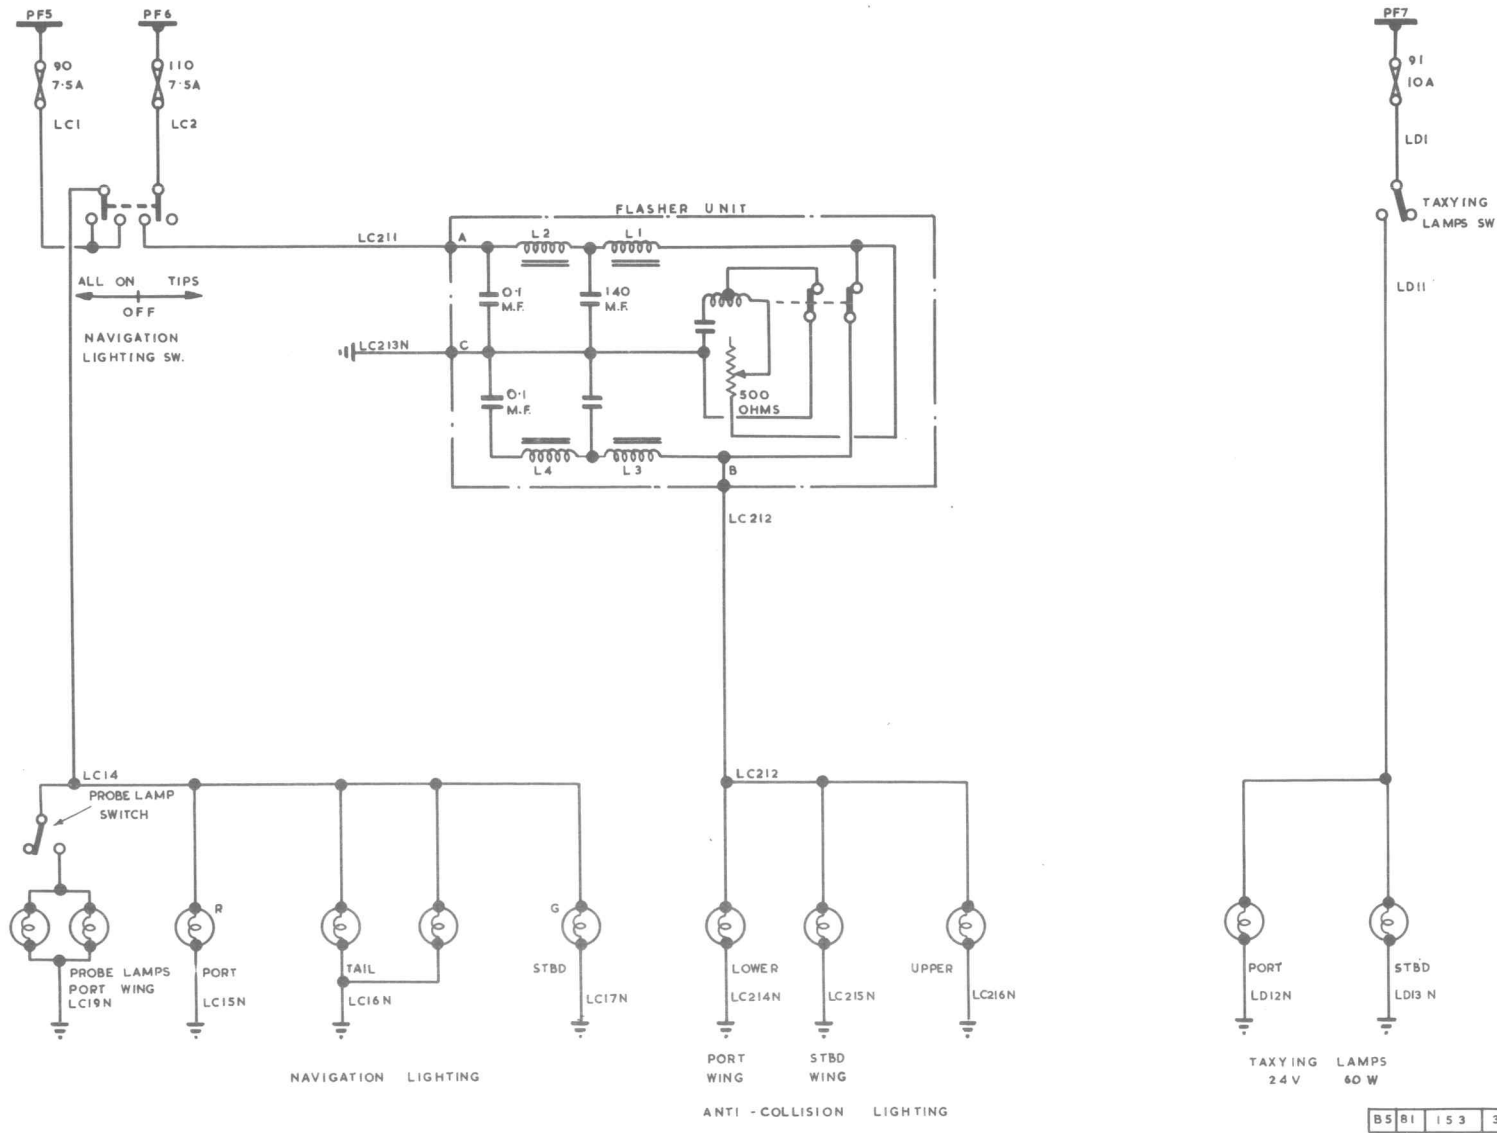 PF5
PF6
PF7
90
7·5A
110
7·5A
91
10A
LC1
LC2
LD1
TAXYING
LAMPS SW
FLASHER UNIT
LC211
A
L2
L1
ALL ON
TIPS
OFF
0·1
M.F.
140
M.F.
LD11
NAVIGATION
LIGHTING SW.
LC213N
C
0·1
M.F.
500
OHMS
L4
L3
B
LC212
LC14
LC212
PROBE LAMP
SWITCH
R
G
PROBE LAMPS
PORT WING
LC19N
PORT
LC15N
TAIL
LC16N
STBD
LC17N
LOWER
LC214N
LC215N
UPPER
LC216N
PORT
LD12N
STBD
LD13N
NAVIGATION LIGHTING
PORT
WING
STBD
WING
ANTI-COLLISION LIGHTING
TAXYING LAMPS
24V 60W
BS 81 153 3